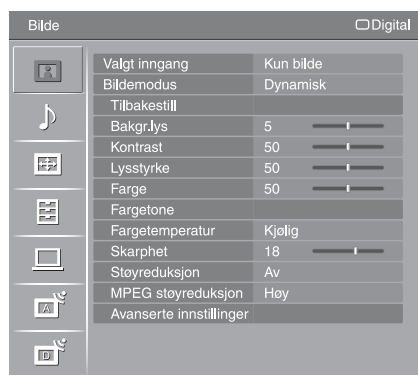 Bilde Digital
Valgt inngang Kun bilde
Bildemodus Dynamisk
Tilbakestill
Bakgr.lys 5
Kontrast 50
Lysstyrke 50
Farge 50
Fargetone
Fargetemperatur Kjølig
Skarphet 18
Støyreduksjon Av
MPEG støyreduksjon Høy
Avanserte innstillinger
A
D